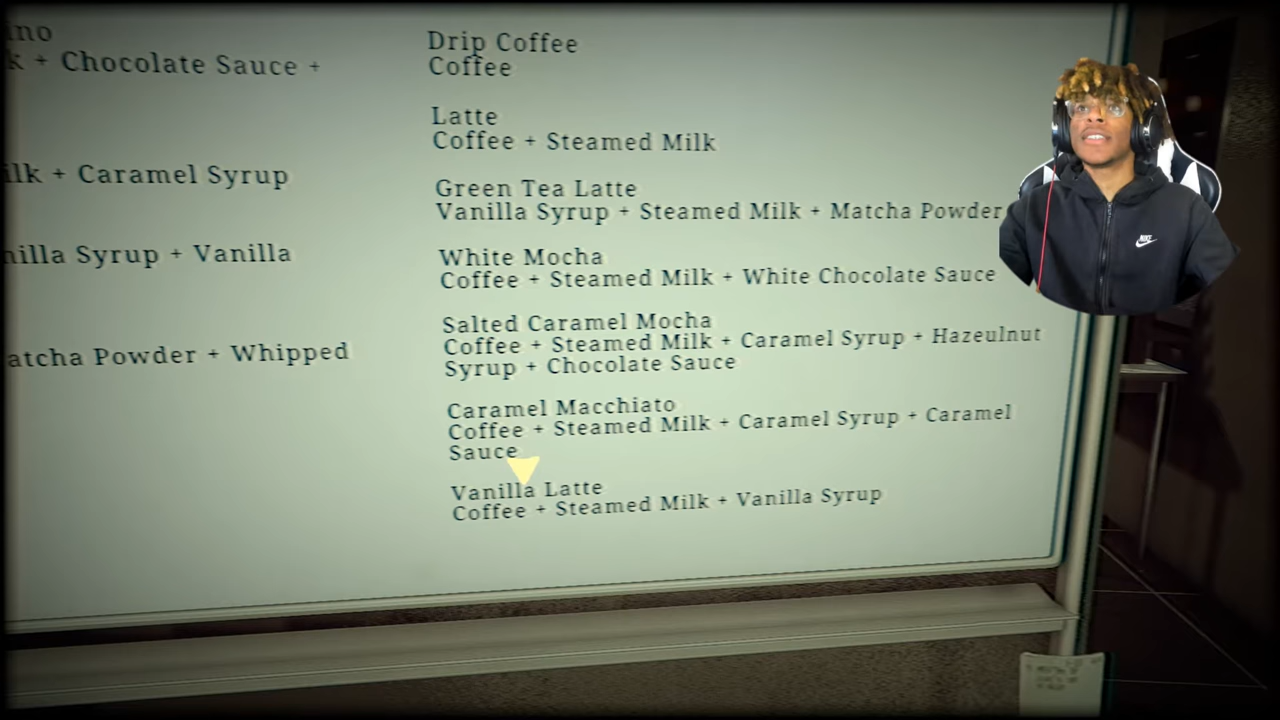 ino
k + Chocolate Sauce +
ilk + Caramel Syrup
nilla Syrup + Vanilla
atcha Powder + Whipped
Drip Coffee
Coffee
Latte
Coffee + Steamed Milk
Green Tea Latte
Vanilla Syrup + Steamed Milk + Matcha Powder
White Mocha
Coffee + Steamed Milk + White Chocolate Sauce
Salted Caramel Mocha
Coffee + Steamed Milk + Caramel Syrup + Hazeulnut
Syrup + Chocolate Sauce
Caramel Macchiato
Coffee + Steamed Milk + Caramel Syrup + Caramel
Sauce
Vanilla Latte
Coffee + Steamed Milk + Vanilla Syrup
NIKE